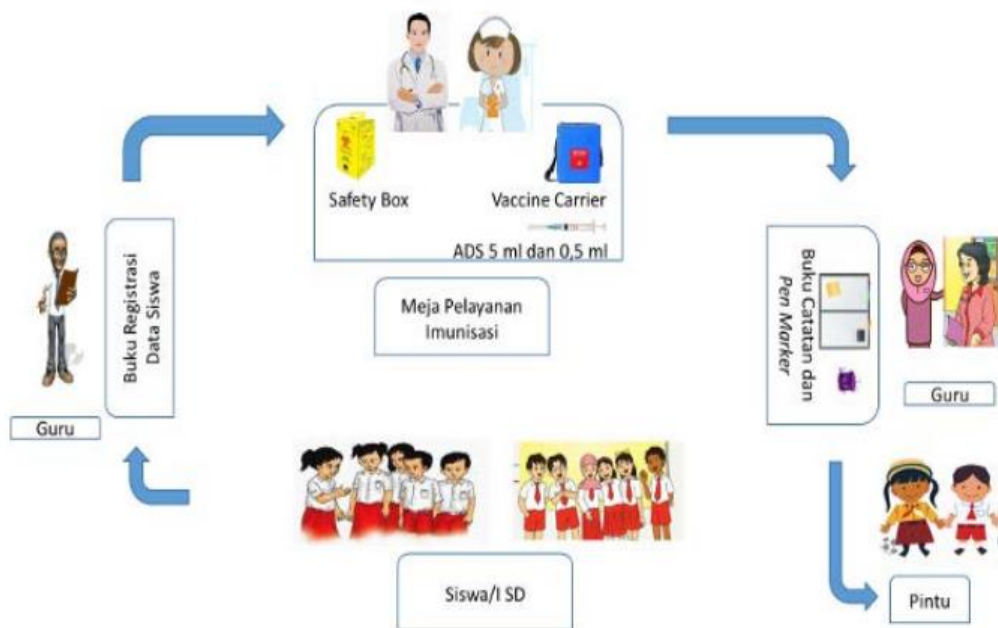 Safety Box
Vaccine Carrier
ADS 5 ml dan 0,5 ml
Meja Pelayanan
Imunisasi
Buku Registrasi
Data Siswa
Guru
Buku Catatan dan
Pen Marker
Guru
Siswa/I SD
Pintu